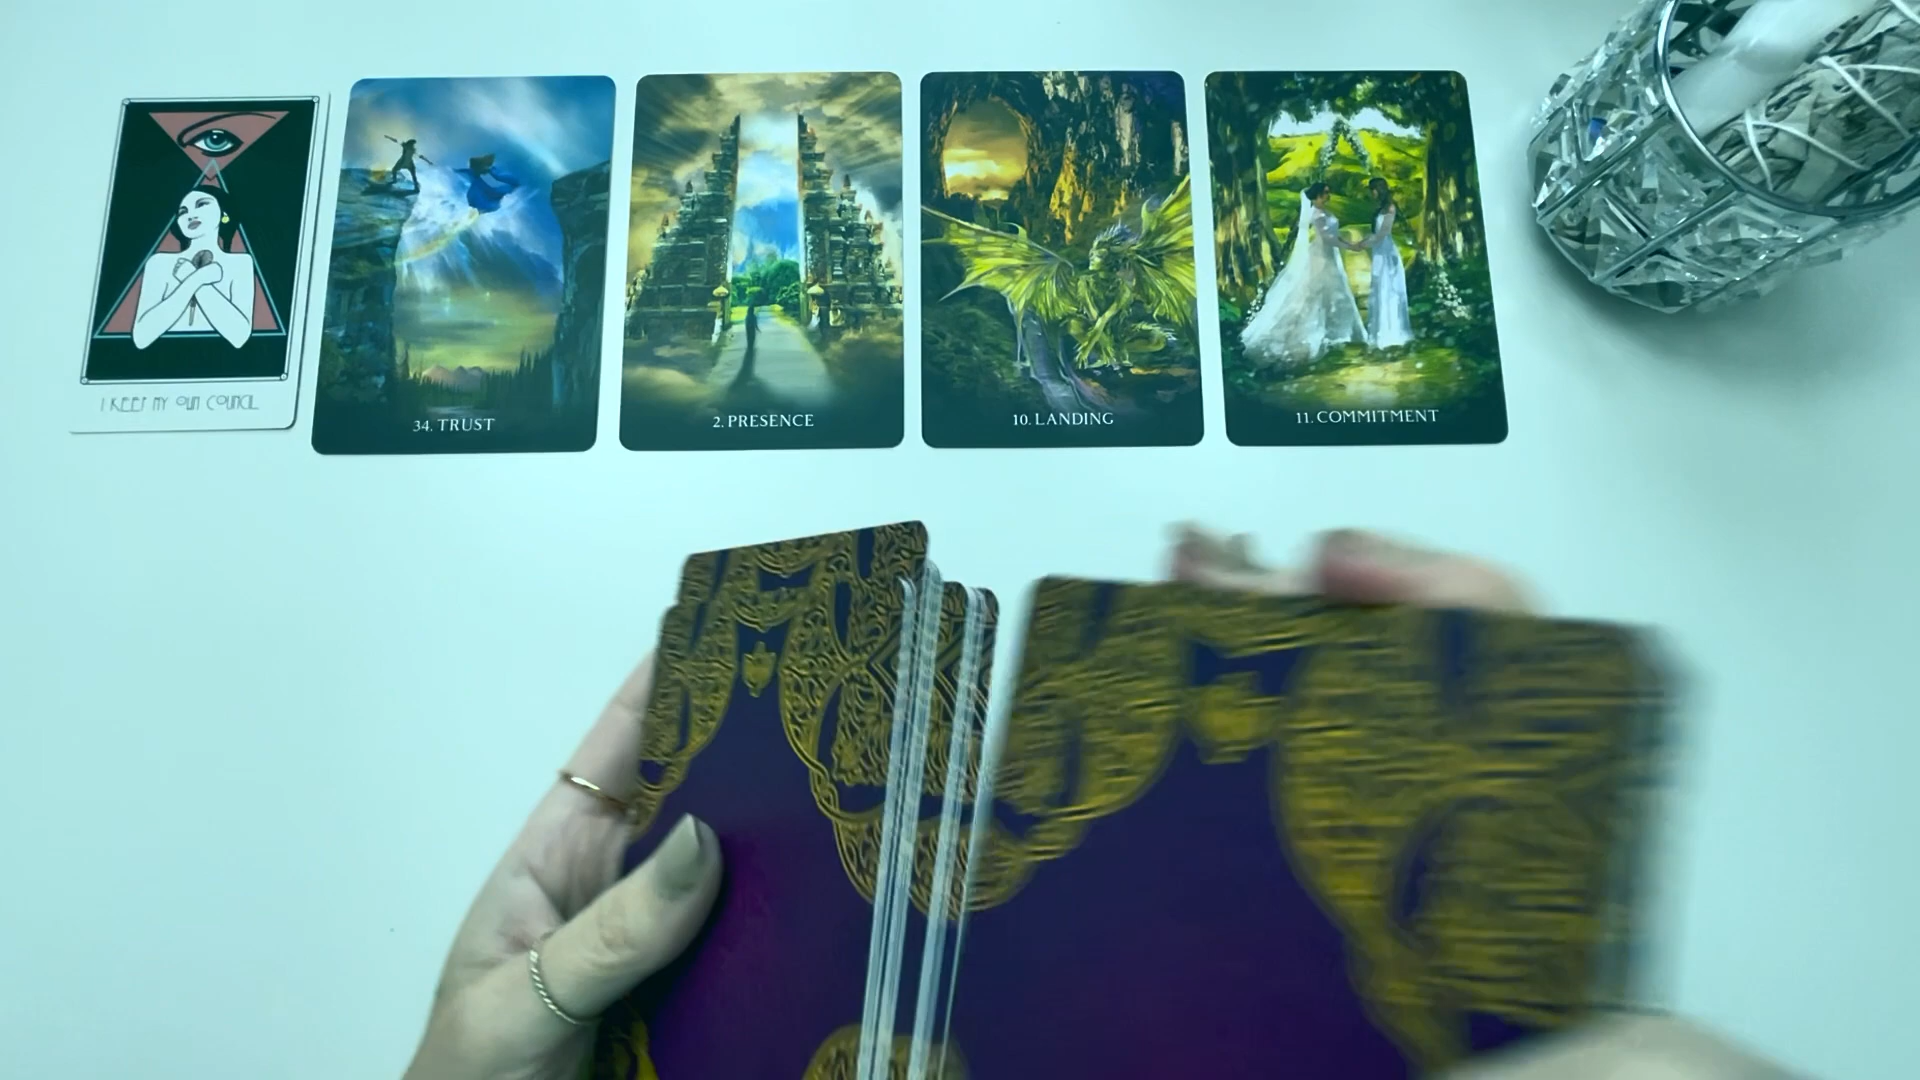 I KEEP MY OWN COUNCIL
34. TRUST
2. PRESENCE
10. LANDING
11. COMMITMENT